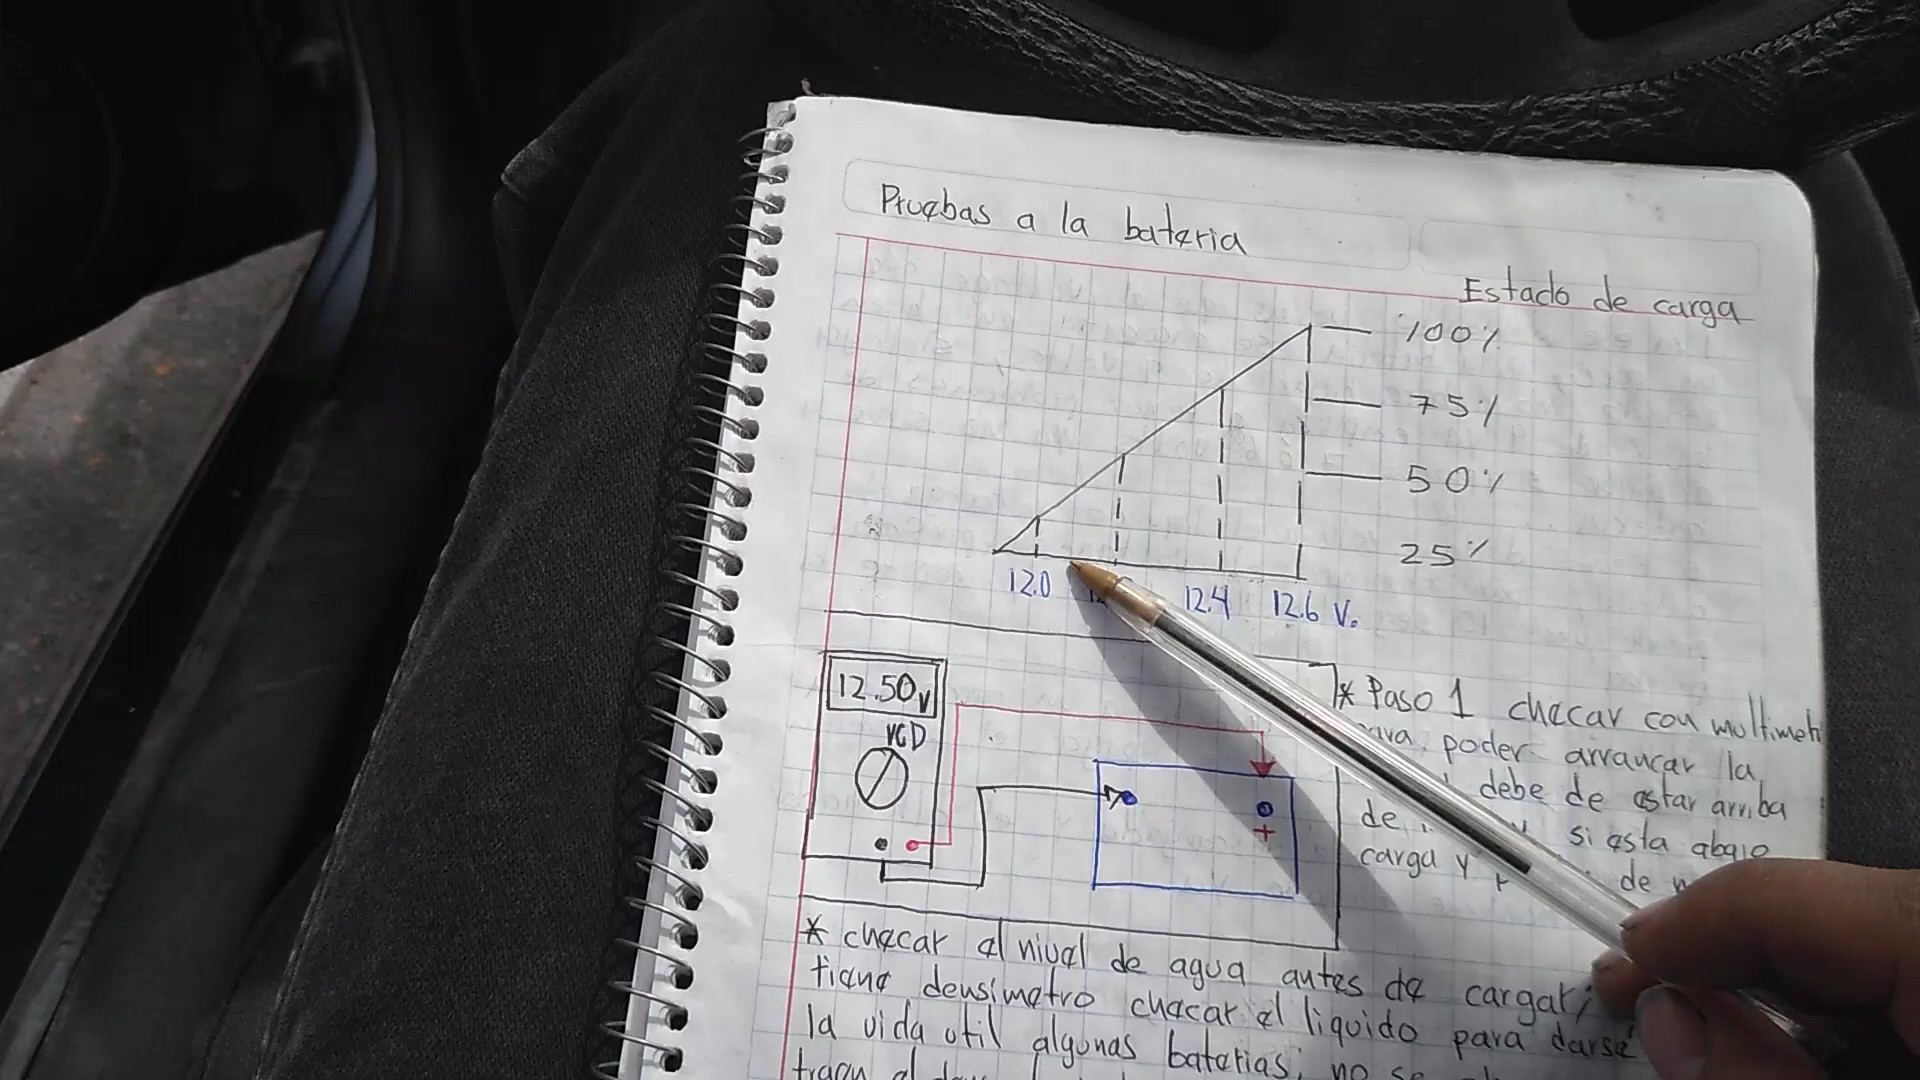 Pruebas a la bateria
Estado de carga
100%
75%
50%
25%
12.0
12.4
12.6 V.
12.50v
VCD
+
* Paso 1 checar con
poder arrancar la
debe de estar arriba
de
si esta abajo
carga y
de
* checar el nivel de agua antes de cargar;
tiene densimetro checar el liquido para darse
la vida util algunas baterias; no se